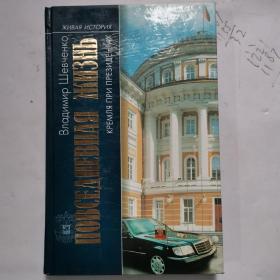 ЖИВАЯ ИСТОРИЯ
Владимир Шевченко
ПОВСЕДНЕВНАЯ ЖИЗНЬ
КРЕМЛЯ ПРИ ПРЕЗИДЕНТАХ